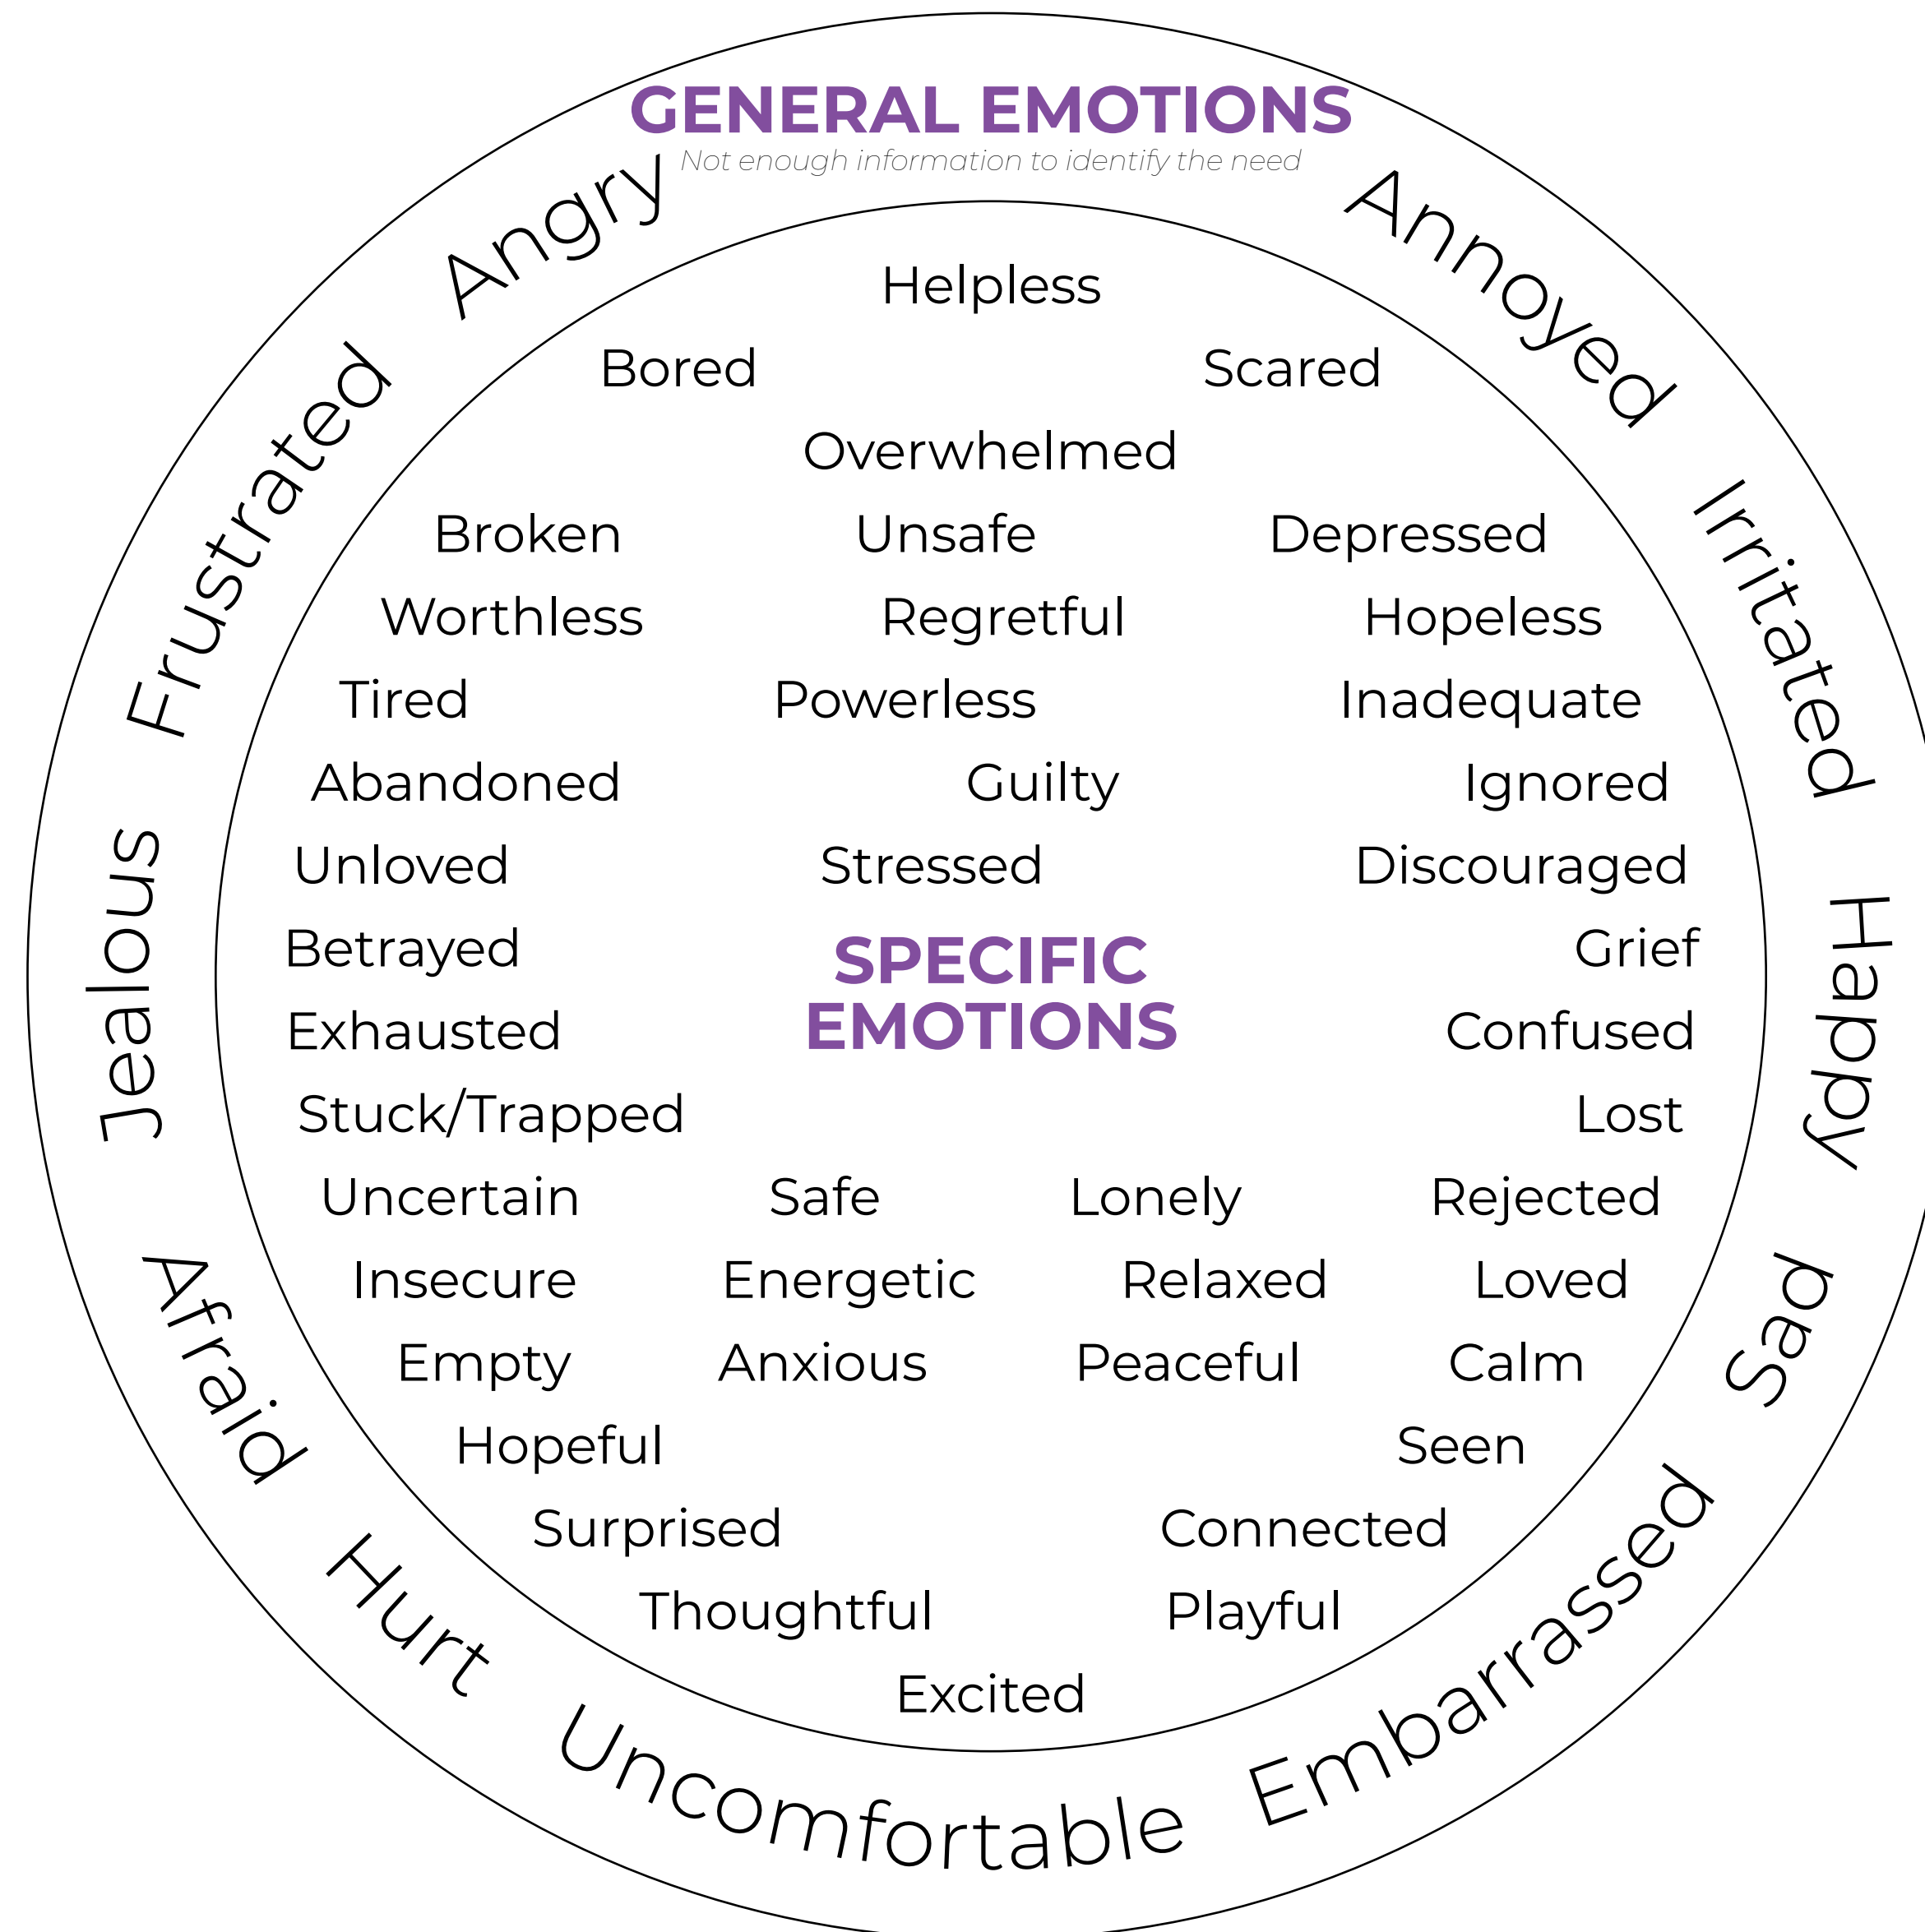 GENERAL EMOTIONS
Not enough information to identify the need
Angry
Annoyed
Irritated
Happy
Sad
Embarrassed
Uncomfortable
Hurt
Afraid
Jealous
Frustrated
Helpless
Bored Scared
Overwhelmed
Broken Unsafe Depressed
Worthless Regretful Hopeless
Tired Powerless Inadequate
Abandoned Guilty Ignored
Unloved Stressed Discouraged
Betrayed Grief
SPECIFIC
EMOTIONS
Exhausted Confused
Stuck/Trapped Lost
Uncertain Safe Lonely Rejected
Insecure Energetic Relaxed Loved
Empty Anxious Peaceful Calm
Hopeful Seen
Surprised Connected
Thoughtful Playful
Excited